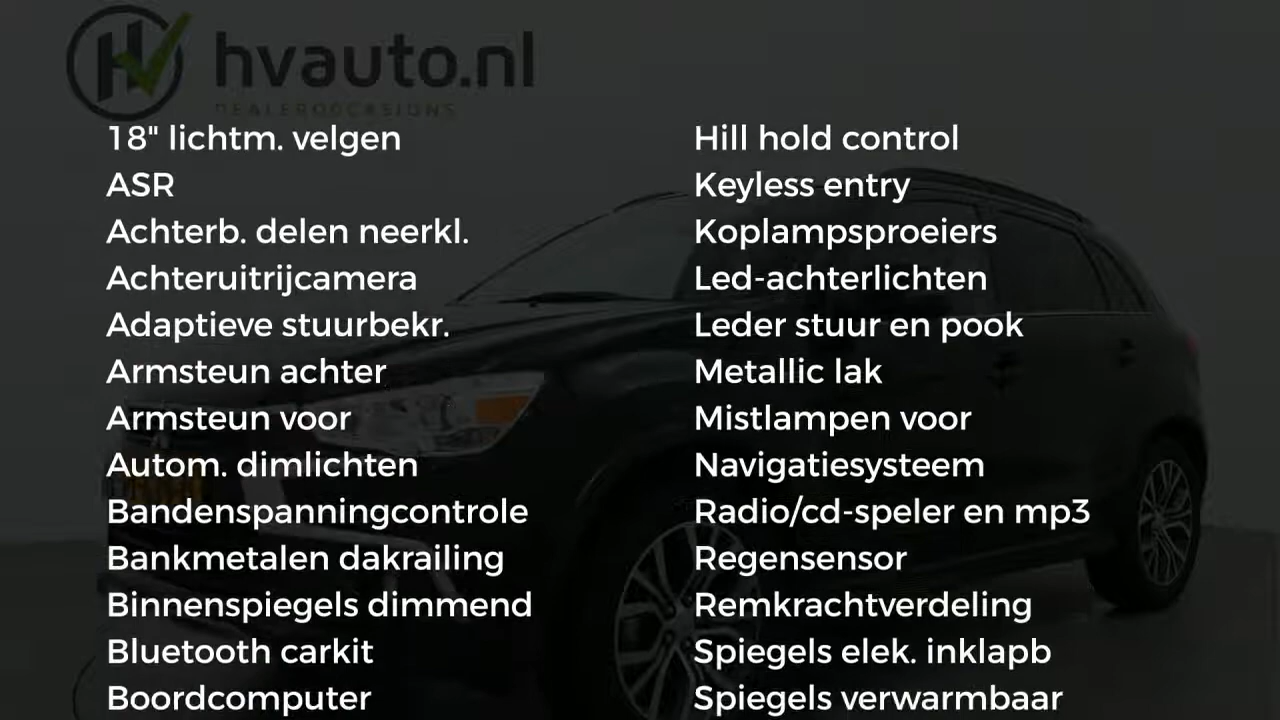 hvauto.nl
DEALEROCCASIONS
18" lichtm. velgen
ASR
Achterb. delen neerkl.
Achteruitrijcamera
Adaptieve stuurbekr.
Armsteun achter
Armsteun voor
Autom. dimlichten
Bandenspanningcontrole
Bankmetalen dakrailing
Binnenspiegels dimmend
Bluetooth carkit
Boordcomputer
Hill hold control
Keyless entry
Koplampsproeiers
Led-achterlichten
Leder stuur en pook
Metallic lak
Mistlampen voor
Navigatiesysteem
Radio/cd-speler en mp3
Regensensor
Remkrachtverdeling
Spiegels elek. inklapb
Spiegels verwarmbaar